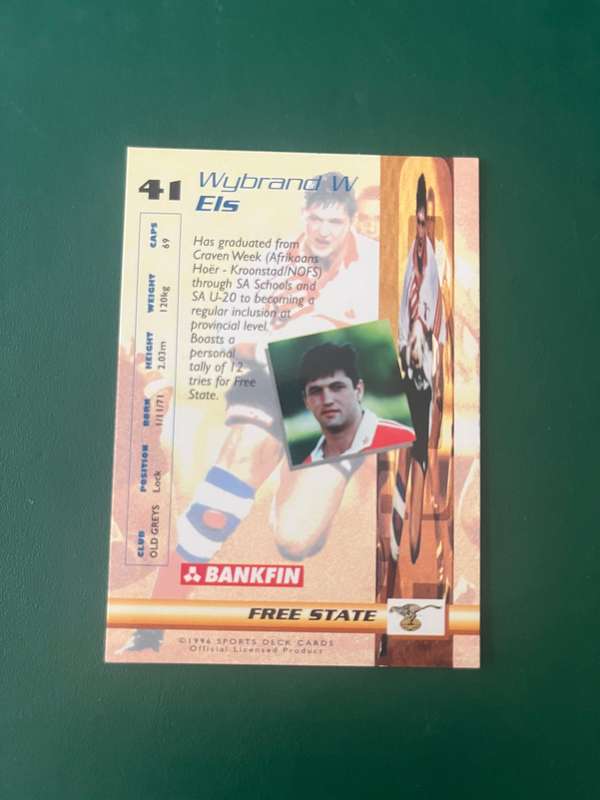 41
Wybrand W
Els
Has graduated from
Craven Week (Afrikaans
Hoër - Kroonstad/NOFS)
through SA Schools and
SA U-20 to becoming a
regular inclusion at
provincial level.
Boasts a
personal
tally of 12
tries for Free
State.
CLUB POSITION BORN HEIGHT WEIGHT CAPS
OLD GREYS Lock 1/11/71 2.03m 120kg 69
BANKFIN
FREE STATE
©1996 SPORTS DECK CARDS
Official Licensed Product